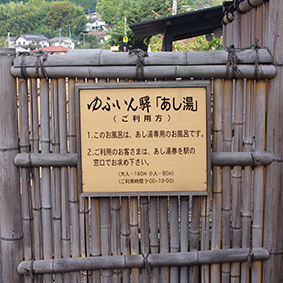 ゆふいん驛「あし湯」
(ご利用方)
1.このお風呂は、あし湯専用のお風呂です。
2.ご利用のお客さまは、あし湯券を駅の
窓口でお求め下さい。
(大人-160円 小人-80円)
(ご利用時間 9:00-19:00)